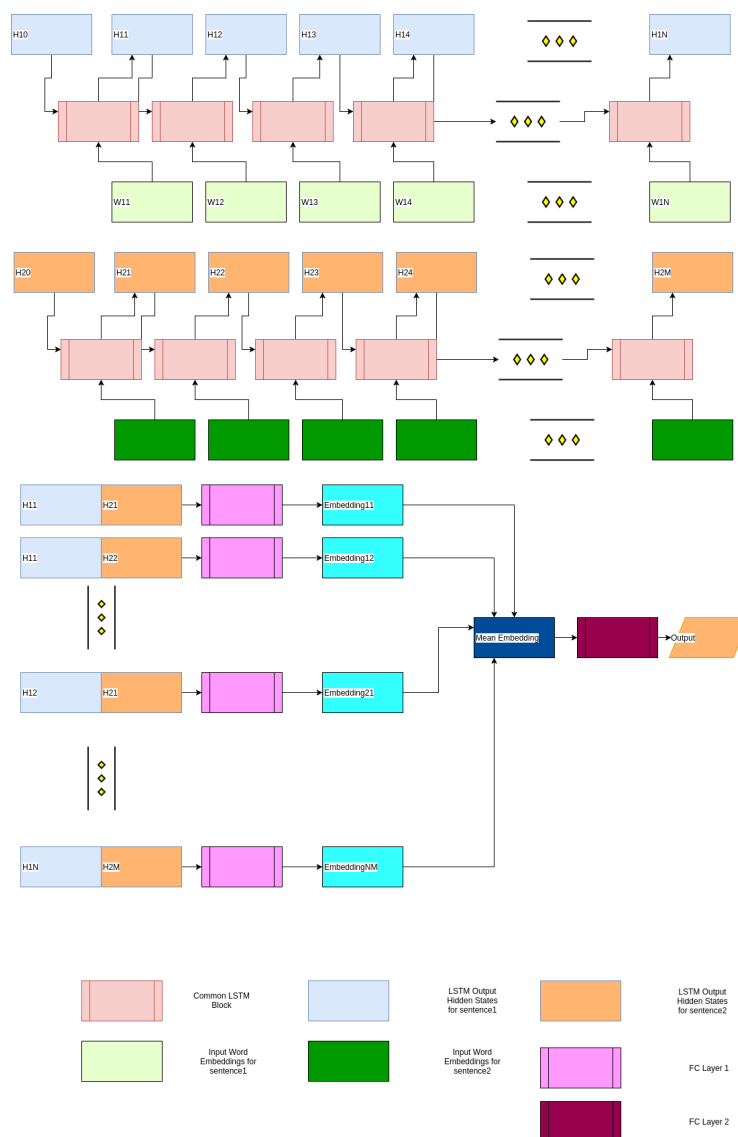 H10
H11
H12
H13
H14
H1N
W11
W12
W13
W14
W1N
H20
H21
H22
H23
H24
H2M
H11
H21
Embedding11
H11
H22
Embedding12
Mean Embedding
Output
H12
H21
Embedding21
H1N
H2M
EmbeddingNM
Common LSTM
Block
LSTM Output
Hidden States
for sentence1
LSTM Output
Hidden States
for sentence2
Input Word
Embeddings for
sentence1
Input Word
Embeddings for
sentence2
FC Layer 1
FC Layer 2